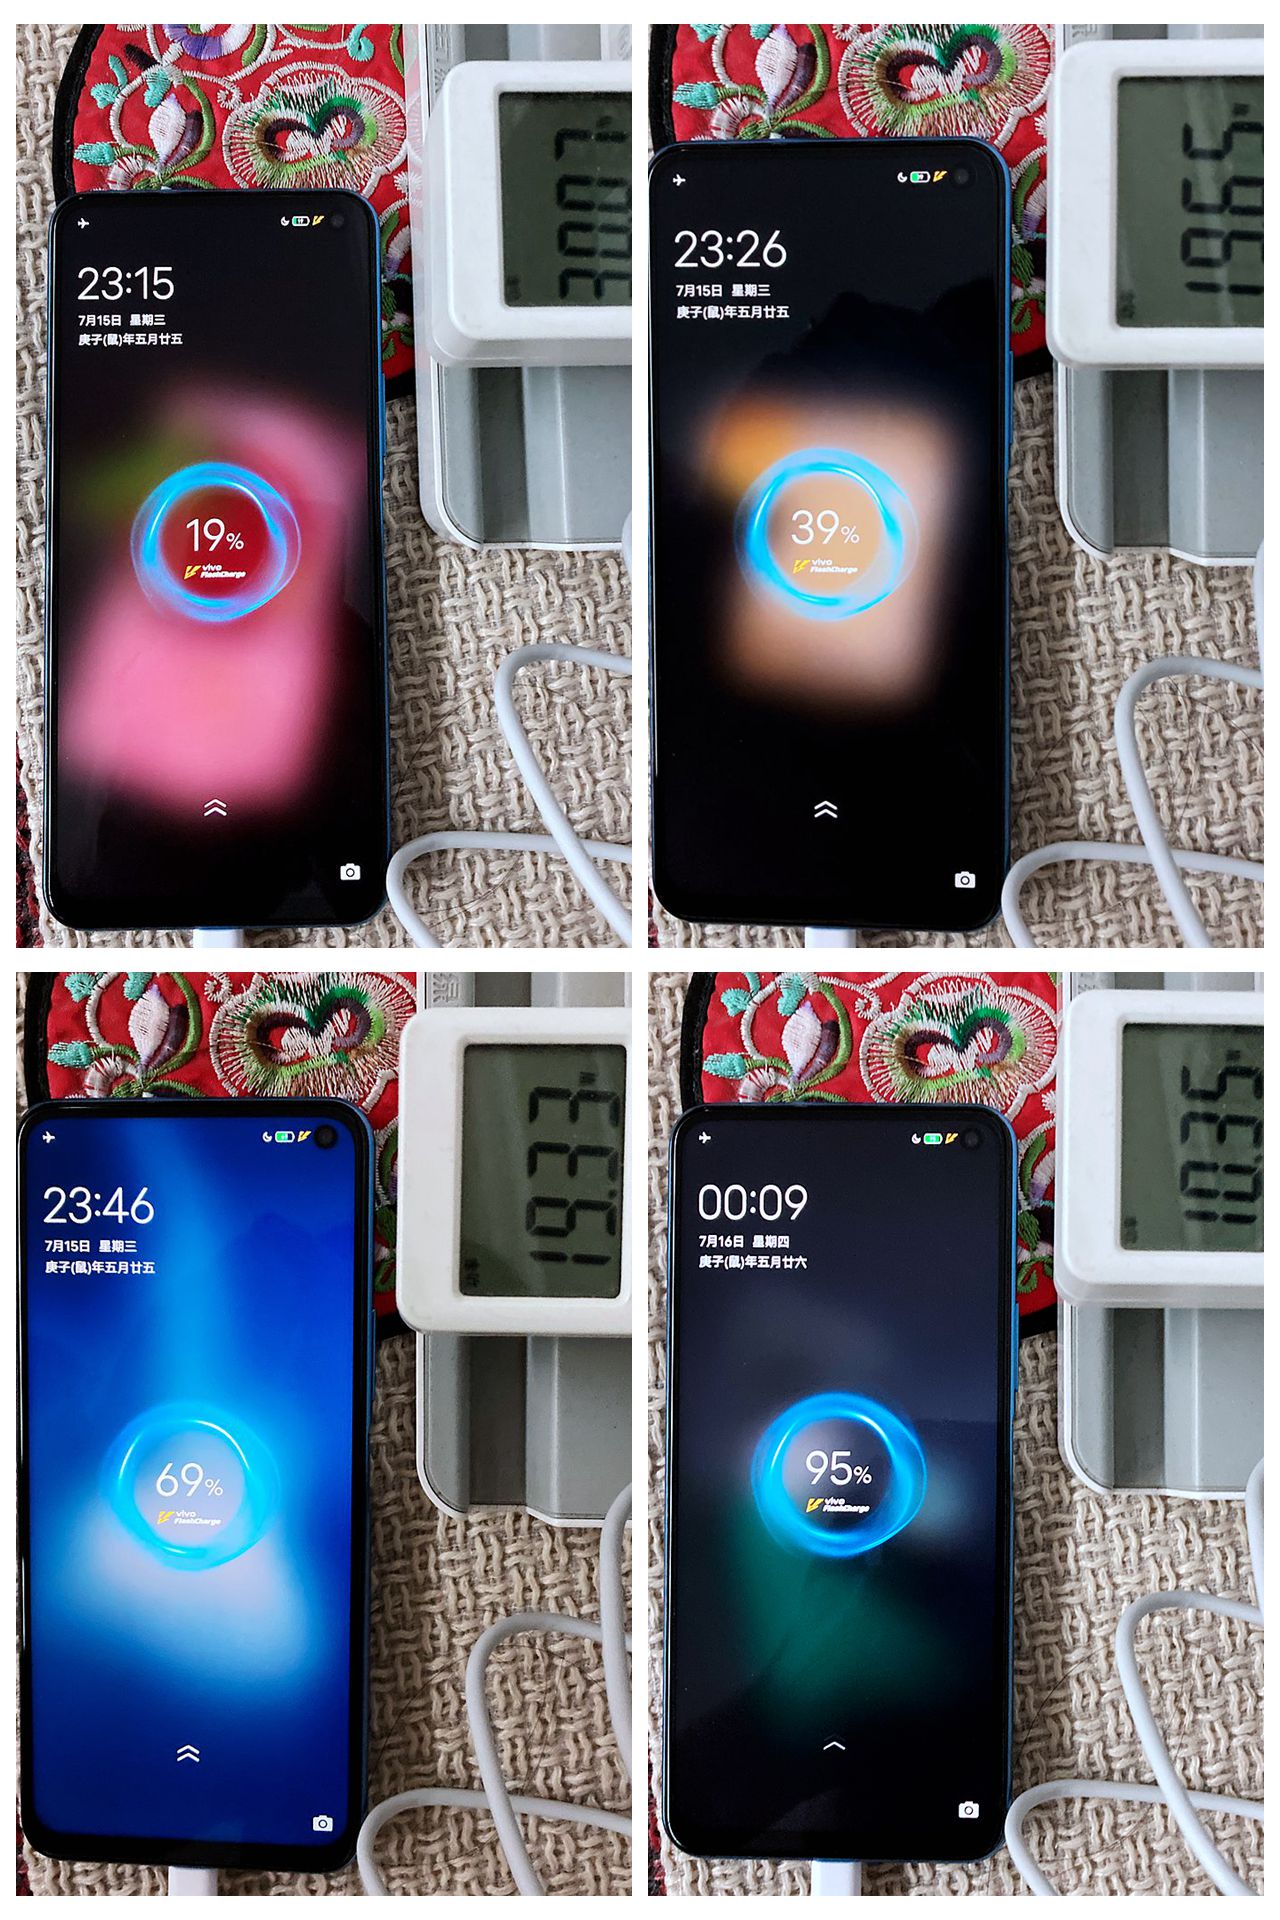 23:15
7月15日 星期三
庚子(鼠)年五月廿五
19%
vivo
FlashCharge
30.07
23:26
7月15日 星期三
庚子(鼠)年五月廿五
39%
vivo
FlashCharge
19.65
23:46
7月15日 星期三
庚子(鼠)年五月廿五
69%
vivo
FlashCharge
19.33
00:09
7月16日 星期四
庚子(鼠)年五月廿六
95%
vivo
FlashCharge
10.35